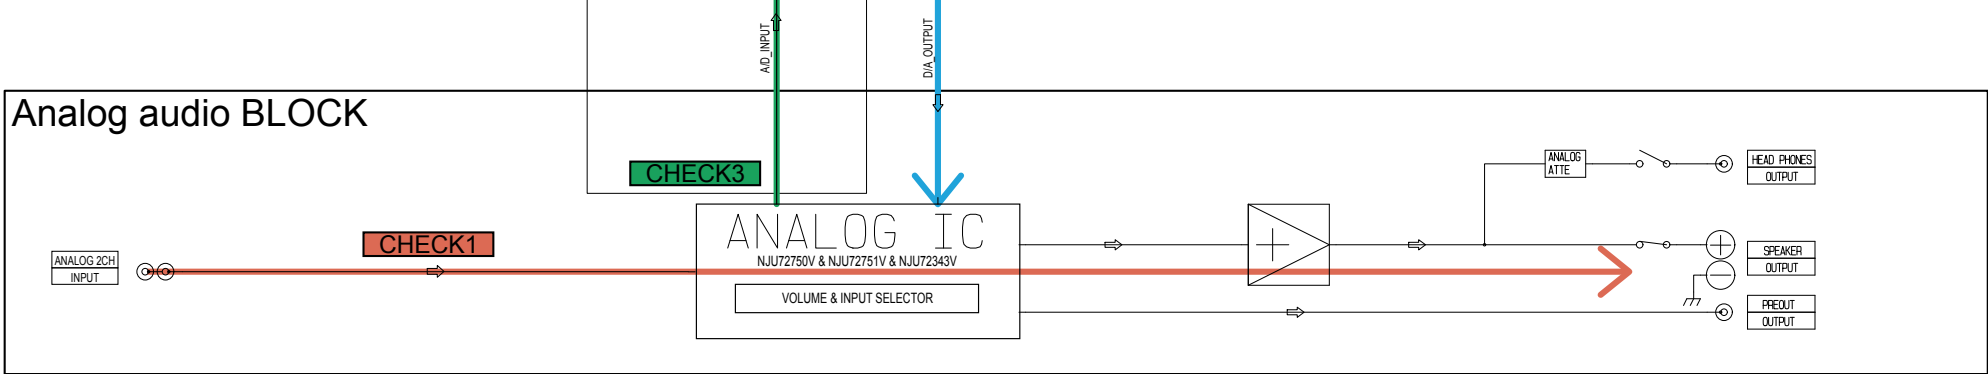 A/D_INPUT
D/A_OUTPUT
Analog audio BLOCK
CHECK3
CHECK1
ANALOG 2CH
INPUT
ANALOG IC
NJU72750V & NJU72751V & NJU72343V
VOLUME & INPUT SELECTOR
ANALOG
ATTE
HEAD PHONES
OUTPUT
SPEAKER
OUTPUT
PREOUT
OUTPUT